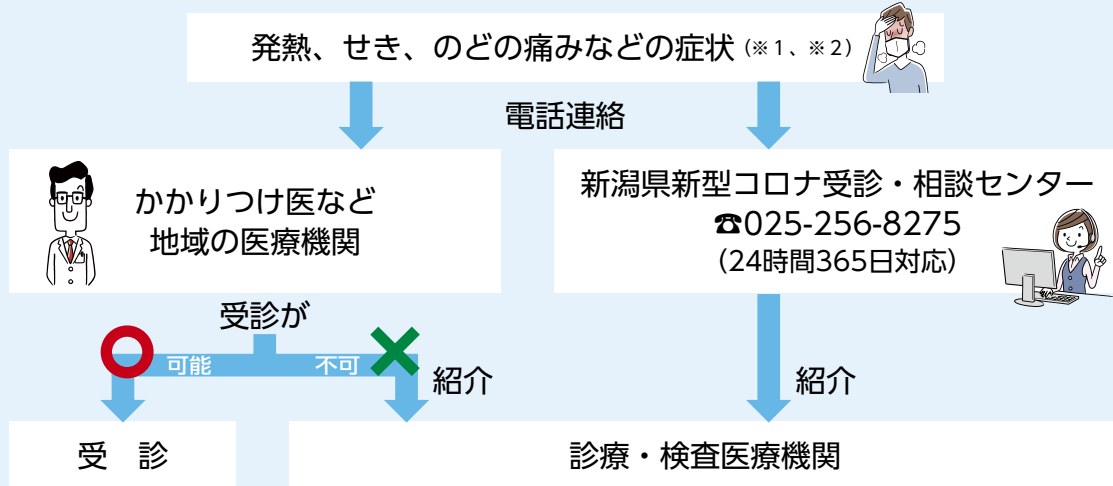 発熱、せき、のどの痛みなどの症状（※1、※2）
電話連絡
かかりつけ医など
地域の医療機関
新潟県新型コロナ受診・相談センター
☎025-256-8275
（24時間365日対応）
受診が
可能
不可
紹介
紹介
受　診
診療・検査医療機関